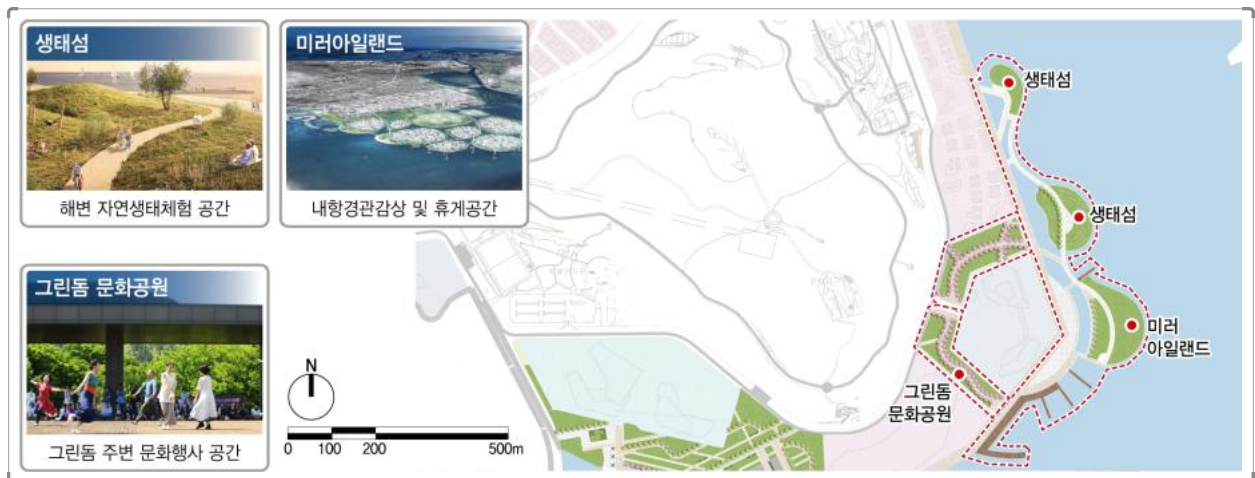 생태섬
해변 자연생태체험 공간
미러아일랜드
내항경관감상 및 휴게공간
그린돔 문화공원
그린돔 주변 문화행사 공간
N
0 100 200 500m
생태섬
생태섬
미러
아일랜드
그린돔
문화공원